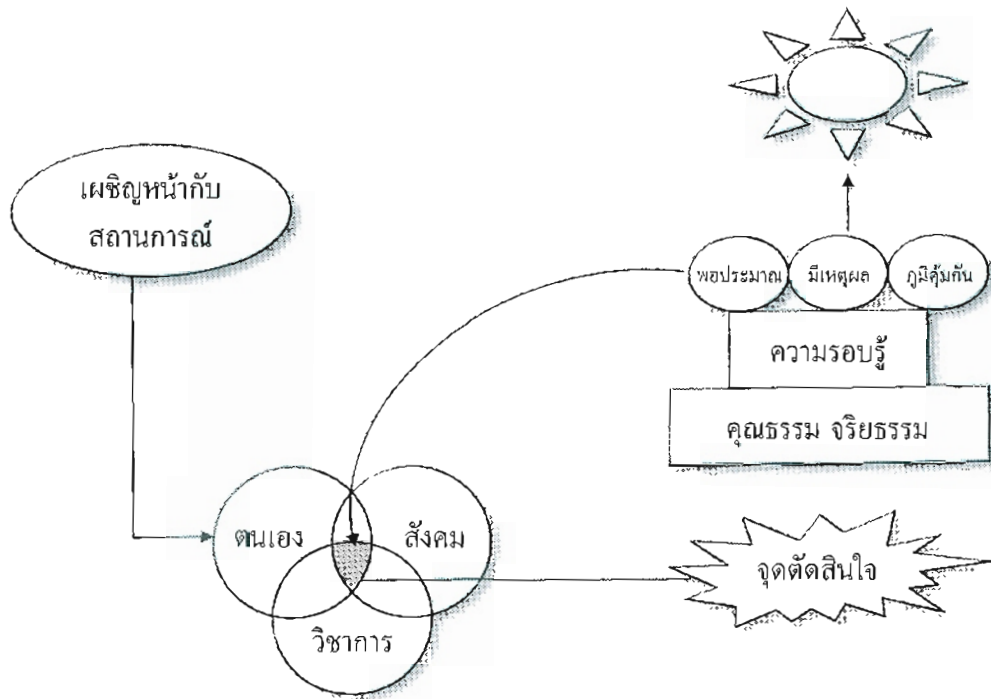 เผชิญหน้ากับ
สถานการณ์
พอประมาณ
มีเหตุผล
ภูมิคุ้มกัน
ความรอบรู้
คุณธรรม จริยธรรม
ตนเอง
สังคม
วิชาการ
จุดตัดสินใจ